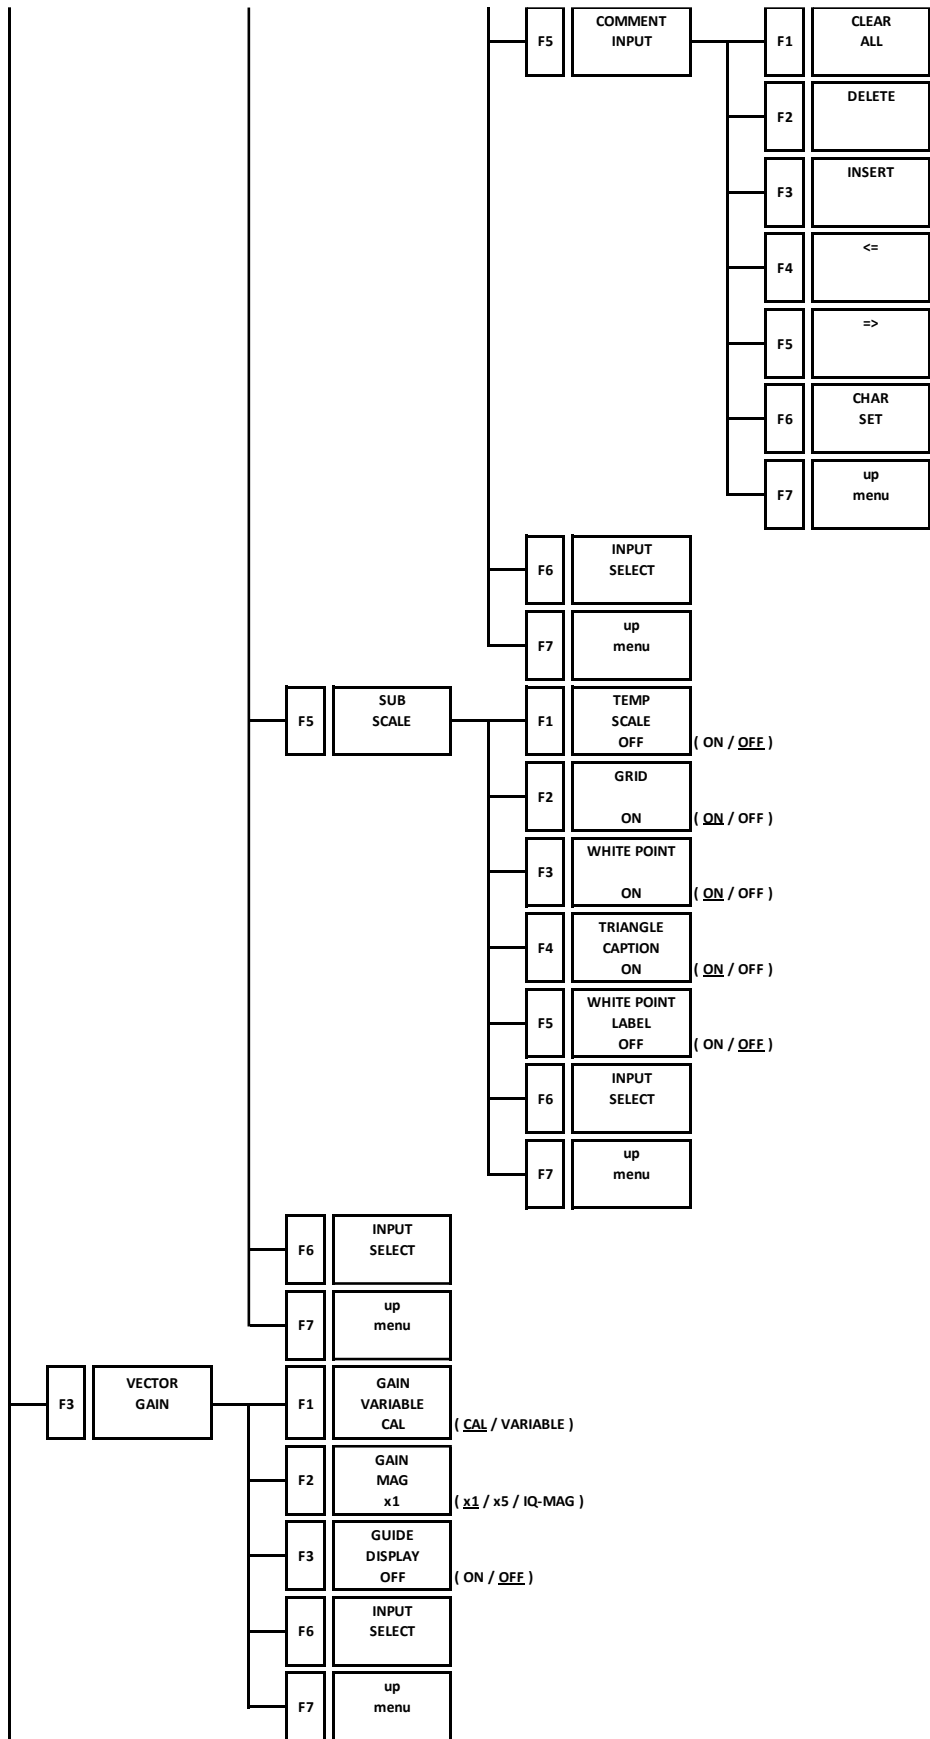 F5
COMMENT
INPUT
F1
CLEAR
ALL
F2
DELETE
F3
INSERT
F4
<=
F5
=>
F6
CHAR
SET
F7
up
menu
F6
INPUT
SELECT
F7
up
menu
F5
SUB
SCALE
F1
TEMP
SCALE
OFF
( ON / OFF )
F2
GRID
ON
( ON / OFF )
F3
WHITE POINT
ON
( ON / OFF )
F4
TRIANGLE
CAPTION
ON
( ON / OFF )
F5
WHITE POINT
LABEL
OFF
( ON / OFF )
F6
INPUT
SELECT
F7
up
menu
F6
INPUT
SELECT
F7
up
menu
F3
VECTOR
GAIN
F1
GAIN
VARIABLE
CAL
( CAL / VARIABLE )
F2
GAIN
MAG
x1
( x1 / x5 / IQ-MAG )
F3
GUIDE
DISPLAY
OFF
( ON / OFF )
F6
INPUT
SELECT
F7
up
menu